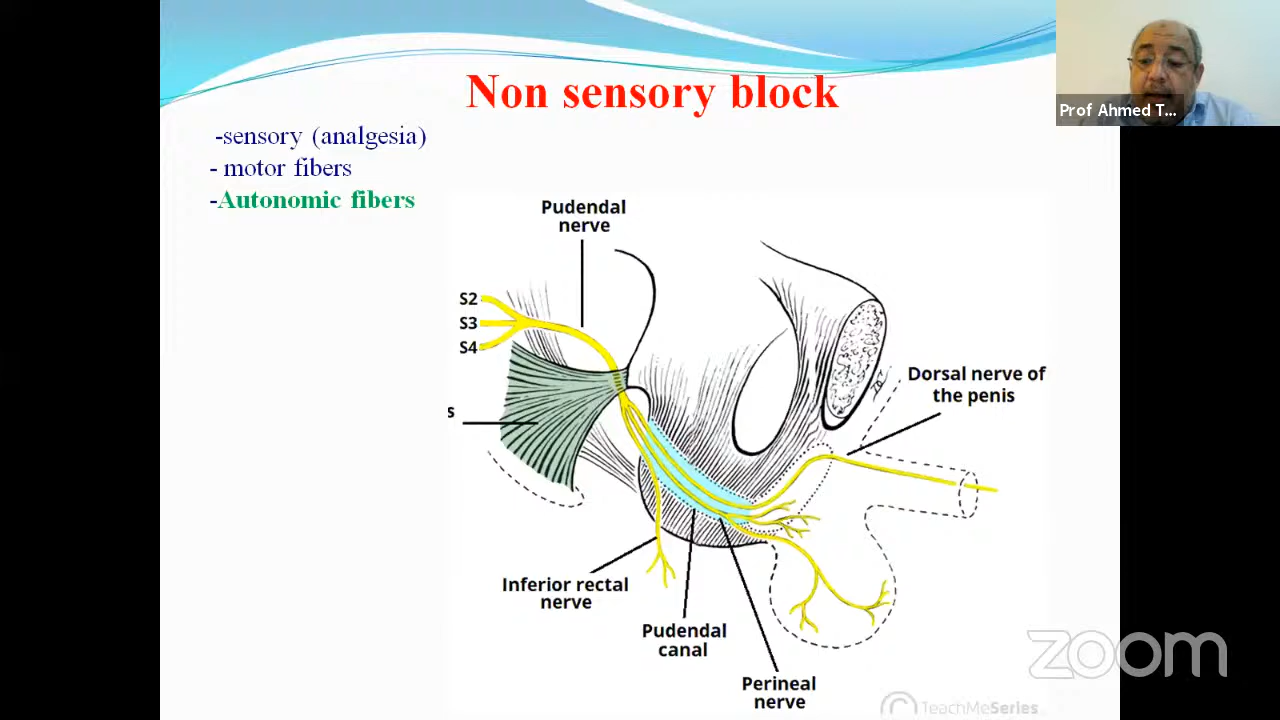 Non sensory block
-sensory (analgesia)
- motor fibers
-Autonomic fibers
Prof Ahmed T...
Pudendal
nerve
S2
S3
S4
s
Dorsal nerve of
the penis
Inferior rectal
nerve
Pudendal
canal
Perineal
nerve
zoom
TeachMeSeries